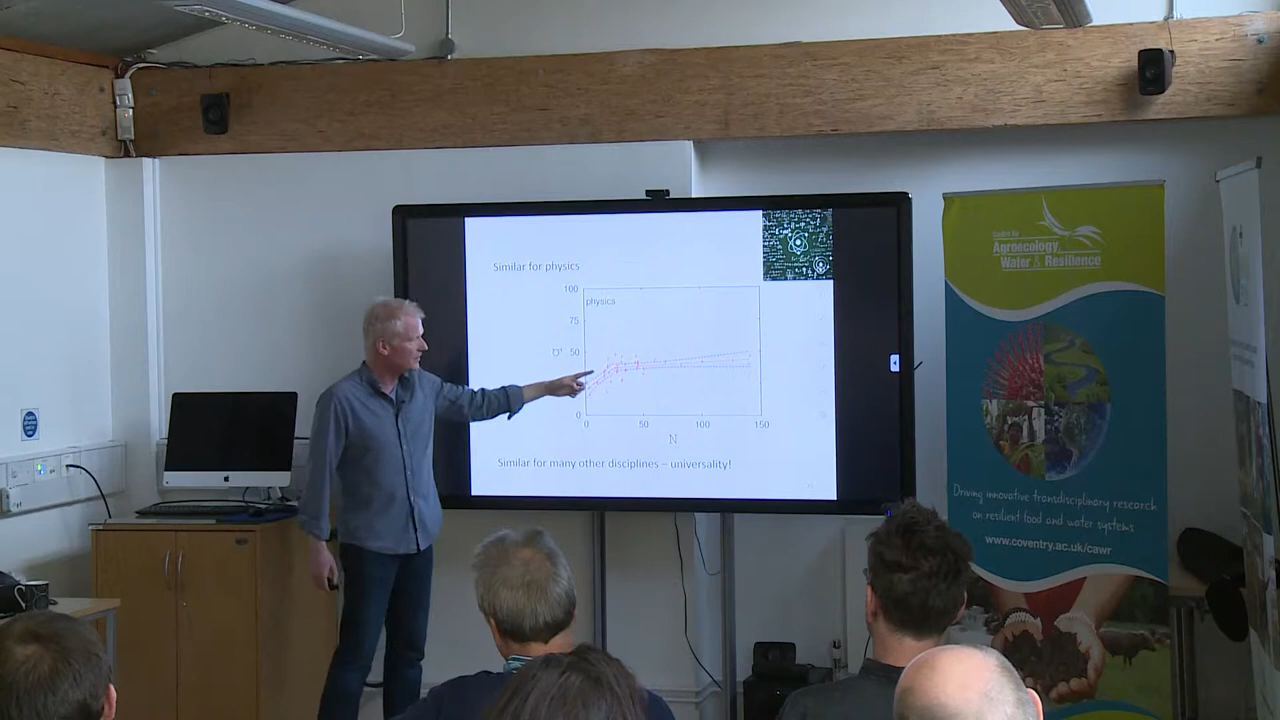 Similar for physics
100
physics
75
50
0
0
50
100
150
N
Similar for many other disciplines – universality!
Centre for
Agroecology,
Water & Resilience
Driving innovative transdisciplinary research
on resilient food and water systems
www.coventry.ac.uk/cawr